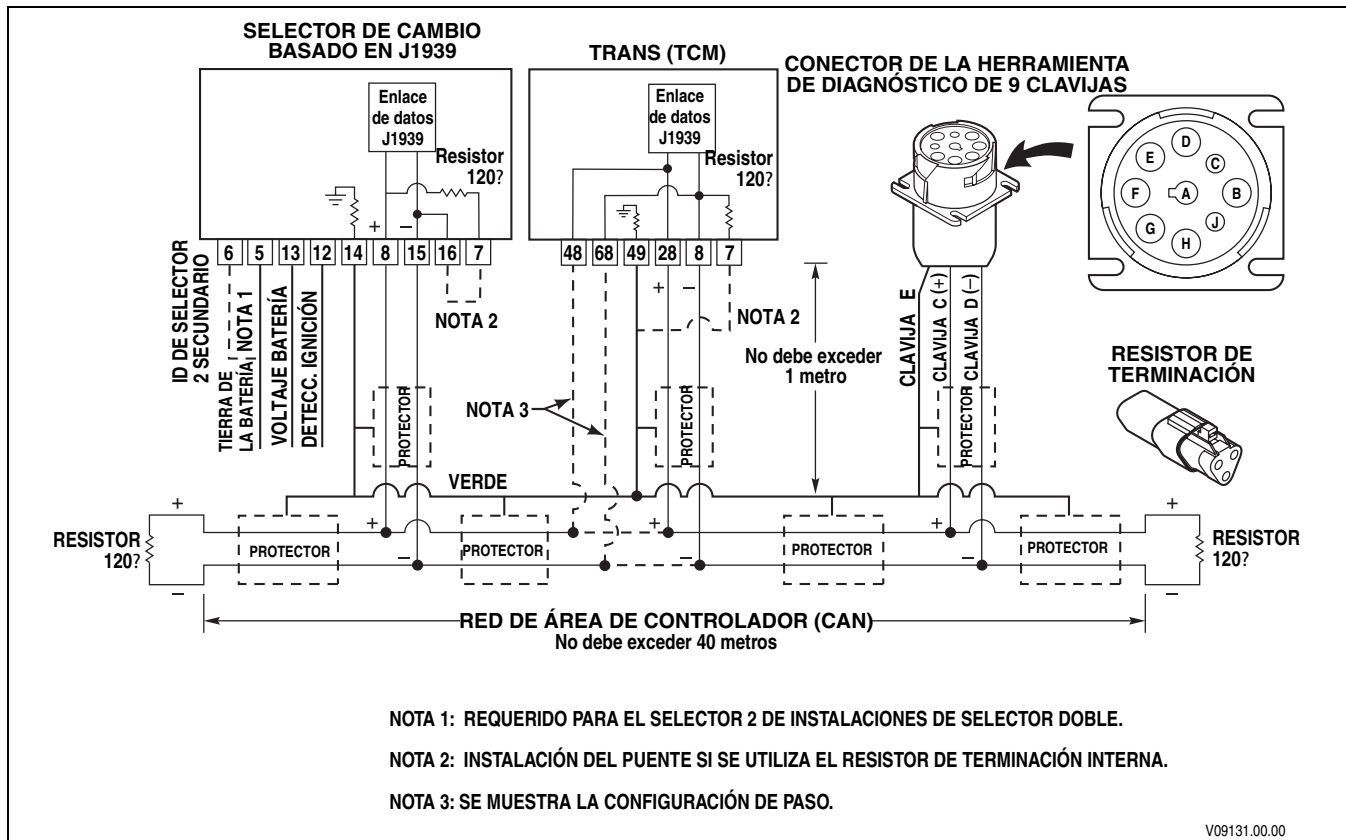 SELECTOR DE CAMBIO
BASADO EN J1939
TRANS (TCM)
CONECTOR DE LA HERRAMIENTA
DE DIAGNÓSTICO DE 9 CLAVIJAS
Enlace
de datos
J1939
Resistor
120?
+
–
6
5
13
12
14
8
15
16
7
Enlace
de datos
J1939
Resistor
120?
48
68
49
28
8
7
+
–
D
E
C
F
A
B
G
J
H
ID DE SELECTOR
2 SECUNDARIO
TIERRA DE
LA BATERÍA
NOTA 1
VOLTAJE BATERÍA
DETECC. IGNICIÓN
NOTA 2
NOTA 3
NOTA 2
No debe exceder
1 metro
CLAVIJA E
CLAVIJA C (+)
CLAVIJA D (–)
RESISTOR DE
TERMINACIÓN
PROTECTOR
PROTECTOR
PROTECTOR
VERDE
+
RESISTOR
120?
–
PROTECTOR
+
–
PROTECTOR
+
–
PROTECTOR
+
–
PROTECTOR
+
RESISTOR
120?
–
RED DE ÁREA DE CONTROLADOR (CAN)
No debe exceder 40 metros
NOTA 1: REQUERIDO PARA EL SELECTOR 2 DE INSTALACIONES DE SELECTOR DOBLE.
NOTA 2: INSTALACIÓN DEL PUENTE SI SE UTILIZA EL RESISTOR DE TERMINACIÓN INTERNA.
NOTA 3: SE MUESTRA LA CONFIGURACIÓN DE PASO.
V09131.00.00